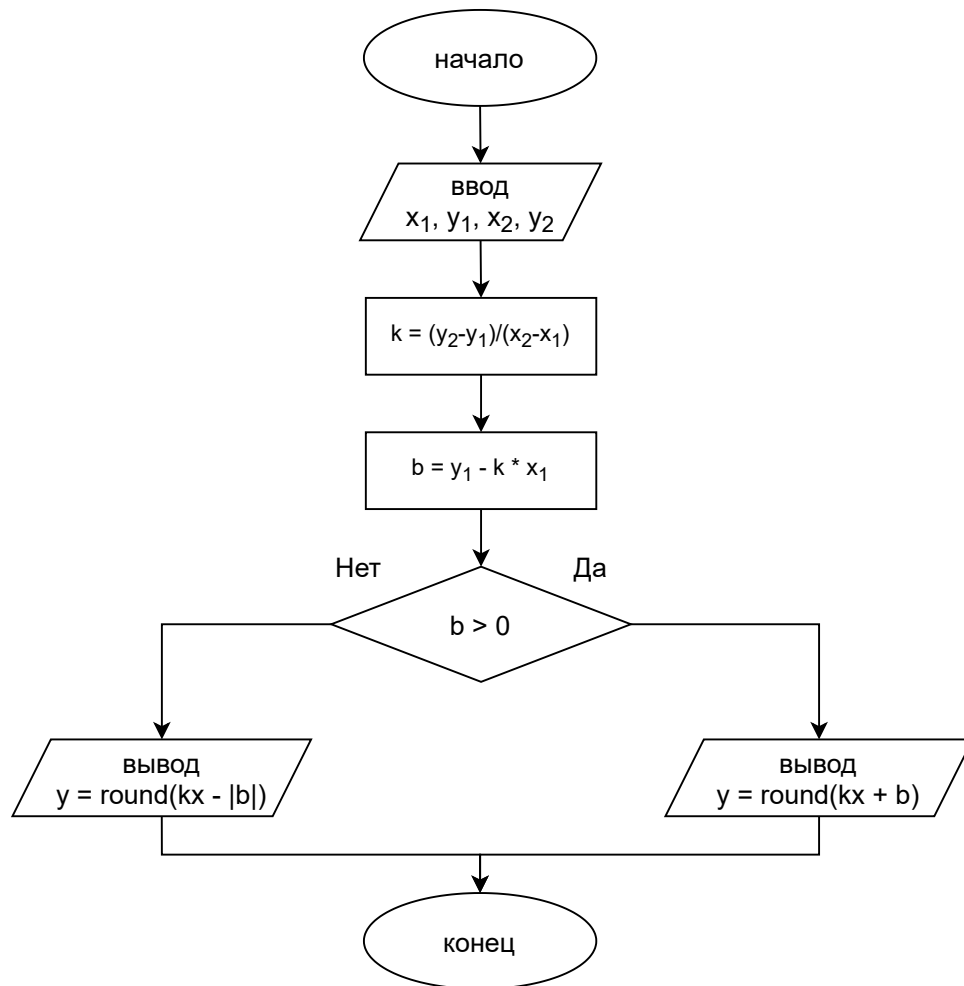 начало
ввод
x₁, y₁, x₂, y₂
k = (y₂-y₁)/(x₂-x₁)
b = y₁ - k * x₁
Нет
Да
b > 0
вывод
y = round(kx - |b|)
вывод
y = round(kx + b)
конец